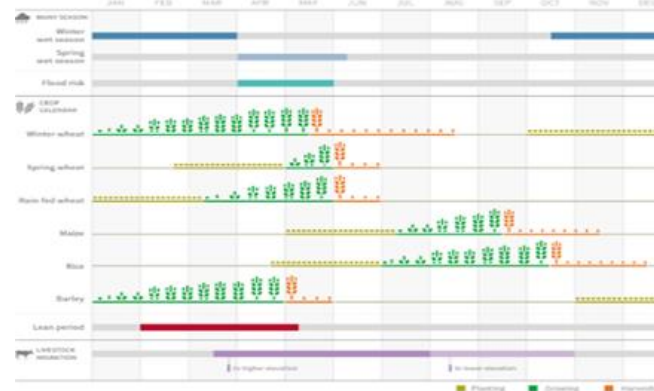 JAN FEB MAR APR MAY JUN JUL AUG SEP OCT NOV DEC
RAINY SEASON
Winter
wet season
Spring
wet season
Flood risk
CROP
CALENDAR
Winter wheat
Spring wheat
Rain fed wheat
Maize
Rice
Barley
Lean period
LIVESTOCK
MIGRATION
To higher elevation
To lower elevation
Planting Growing